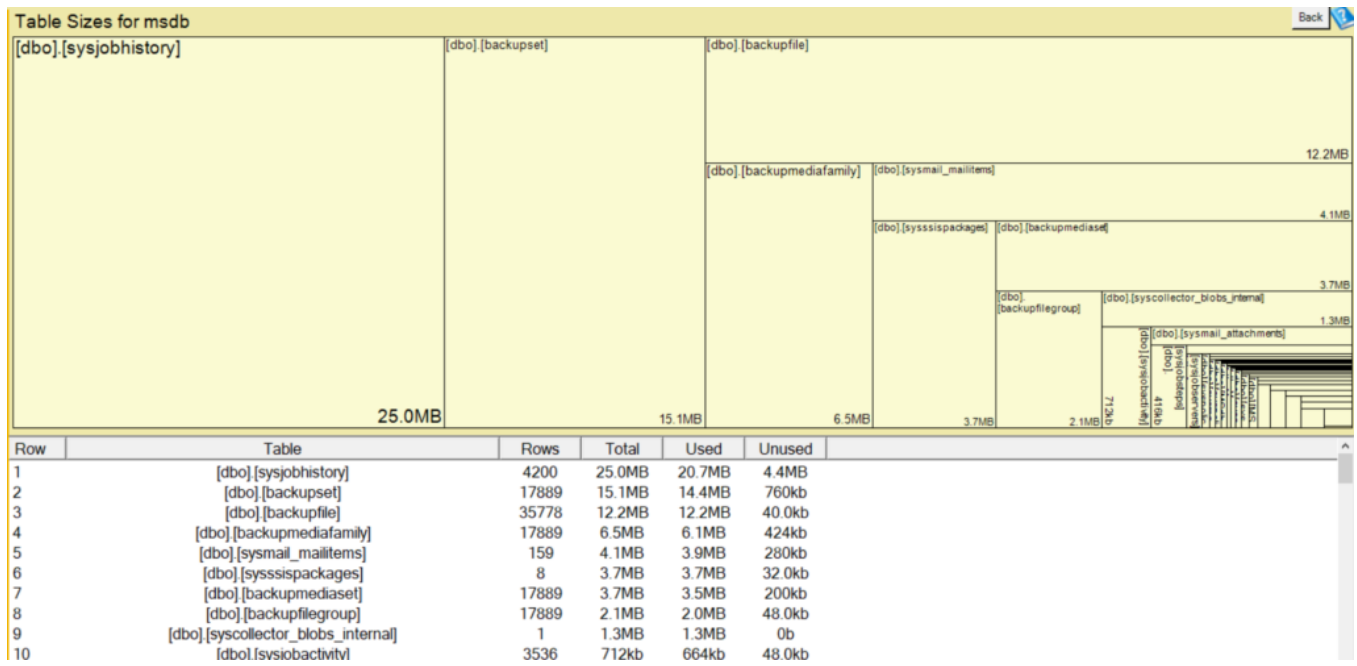 Table Sizes for msdb
Back
[dbo].[sysjobhistory]
[dbo].[backupset]
[dbo].[backupfile]
12.2MB
[dbo].[backupmediafamily]
[dbo].[sysmail_mailitems]
4.1MB
[dbo].[sysssispackages]
[dbo].[backupmediaset]
3.7MB
[dbo].
[backupfilegroup]
[dbo].[syscollector_blobs_internal]
1.3MB
[dbo].[sysmail_attachments]
[dbo].[sysjobactivity]
[dbo].
[sysjobsteps]
[sysjobservers]
25.0MB
15.1MB
6.5MB
3.7MB
2.1MB
712kb
416kb
Row Table Rows Total Used Unused
1 [dbo].[sysjobhistory] 4200 25.0MB 20.7MB 4.4MB
2 [dbo].[backupset] 17889 15.1MB 14.4MB 760kb
3 [dbo].[backupfile] 35778 12.2MB 12.2MB 40.0kb
4 [dbo].[backupmediafamily] 17889 6.5MB 6.1MB 424kb
5 [dbo].[sysmail_mailitems] 159 4.1MB 3.9MB 280kb
6 [dbo].[sysssispackages] 8 3.7MB 3.7MB 32.0kb
7 [dbo].[backupmediaset] 17889 3.7MB 3.5MB 200kb
8 [dbo].[backupfilegroup] 17889 2.1MB 2.0MB 48.0kb
9 [dbo].[syscollector_blobs_internal] 1 1.3MB 1.3MB 0b
10 [dbo].[sysjobactivity] 3536 712kb 664kb 48.0kb